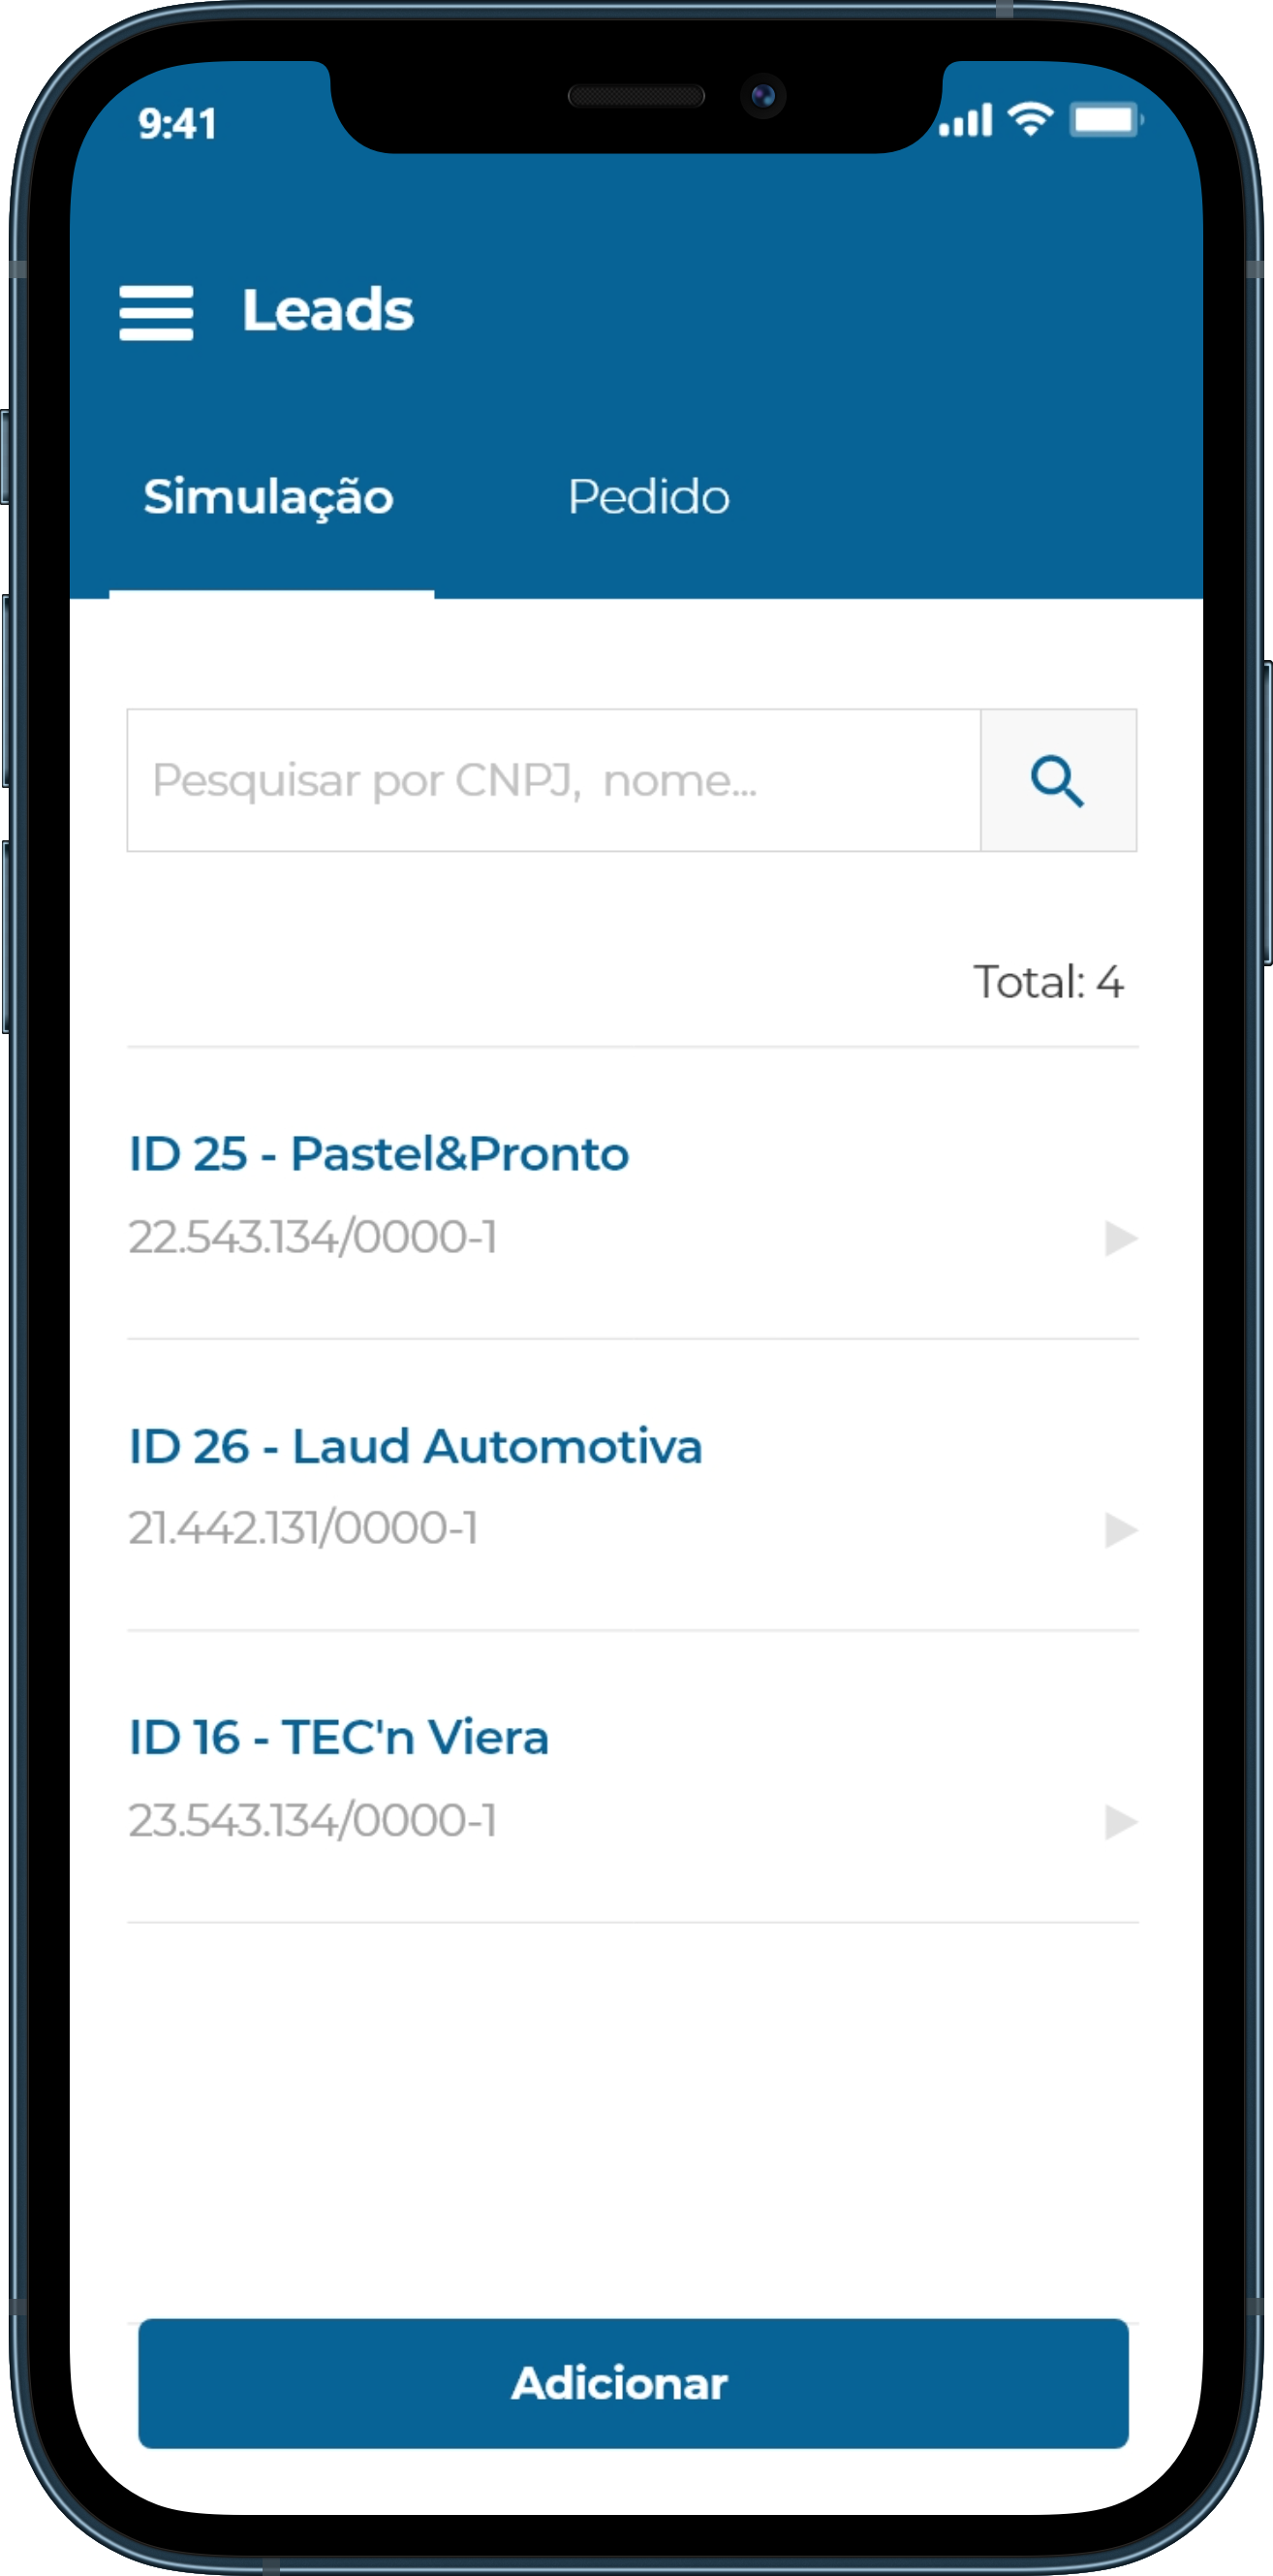 9:41
Leads
Simulação Pedido
Pesquisar por CNPJ, nome...
Total: 4
ID 25 - Pastel&Pronto
22.543.134/0000-1
ID 26 - Laud Automotiva
21.442.131/0000-1
ID 16 - TEC'n Viera
23.543.134/0000-1
Adicionar